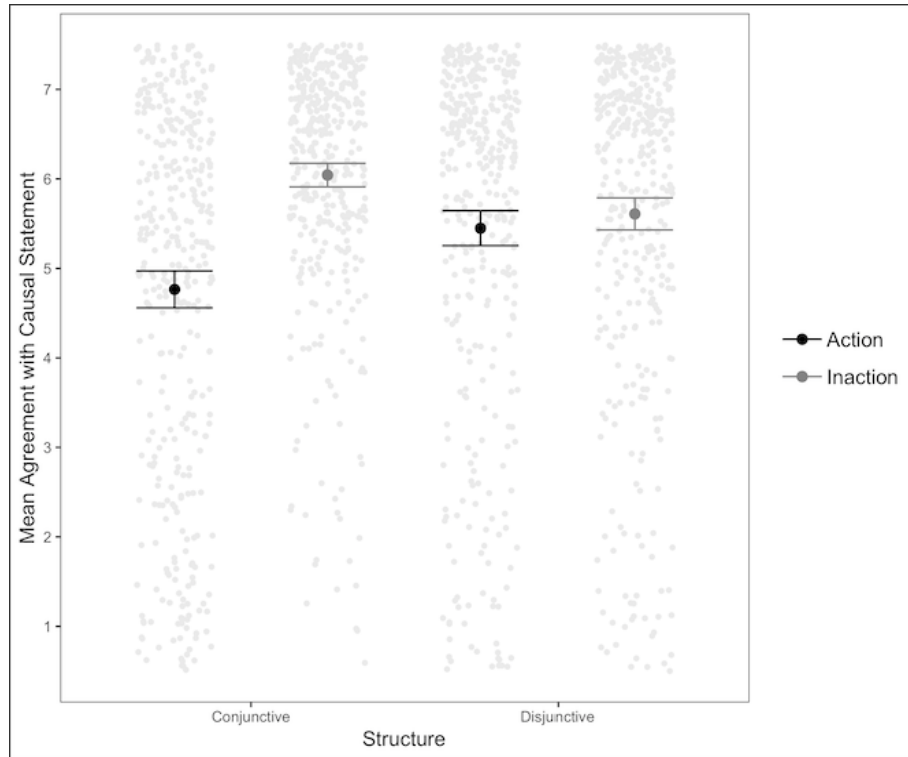 Mean Agreement with Causal Statement
7
6
5
4
3
2
1
Conjunctive
Disjunctive
Structure
Action
Inaction